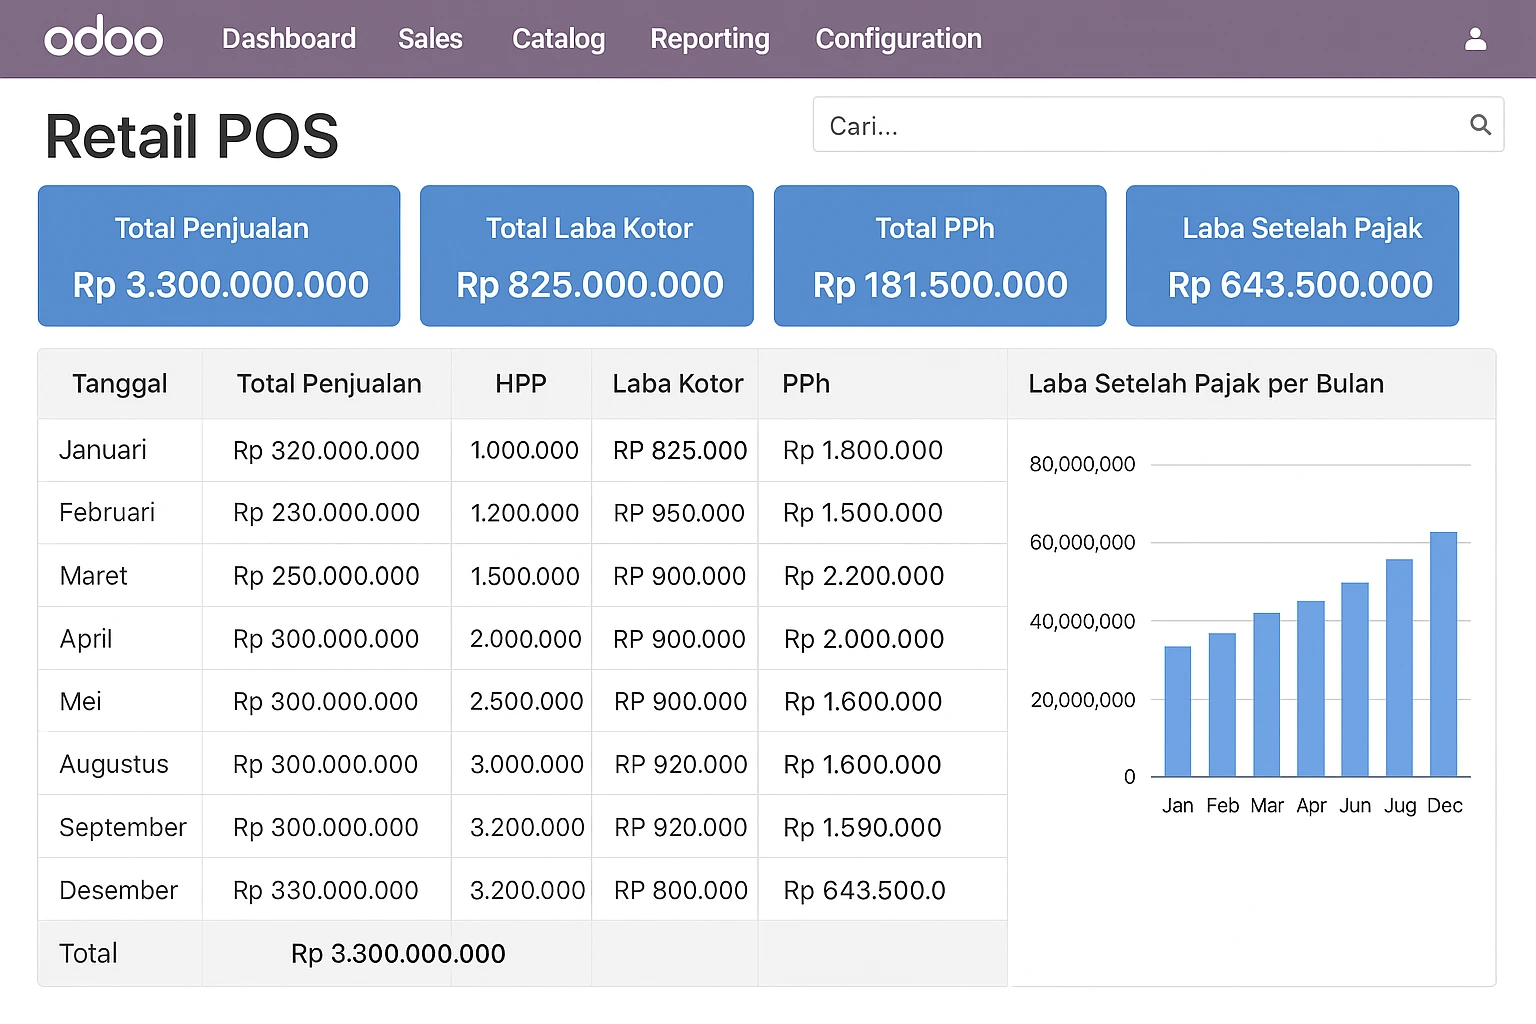 odoo Dashboard Sales Catalog Reporting Configuration
Retail POS
Cari...
Total Penjualan
Rp 3.300.000.000
Total Laba Kotor
Rp 825.000.000
Total PPh
Rp 181.500.000
Laba Setelah Pajak
Rp 643.500.000
Tanggal Total Penjualan HPP Laba Kotor PPh
Januari Rp 320.000.000 1.000.000 RP 825.000 Rp 1.800.000
Februari Rp 230.000.000 1.200.000 RP 950.000 Rp 1.500.000
Maret Rp 250.000.000 1.500.000 RP 900.000 Rp 2.200.000
April Rp 300.000.000 2.000.000 RP 900.000 Rp 2.000.000
Mei Rp 300.000.000 2.500.000 RP 900.000 Rp 1.600.000
Augustus Rp 300.000.000 3.000.000 RP 920.000 Rp 1.600.000
September Rp 300.000.000 3.200.000 RP 920.000 Rp 1.590.000
Desember Rp 330.000.000 3.200.000 RP 800.000 Rp 643.500.0
Total Rp 3.300.000.000
Laba Setelah Pajak per Bulan
80,000,000
60,000,000
40,000,000
20,000,000
0
Jan Feb Mar Apr Jun Jug Dec